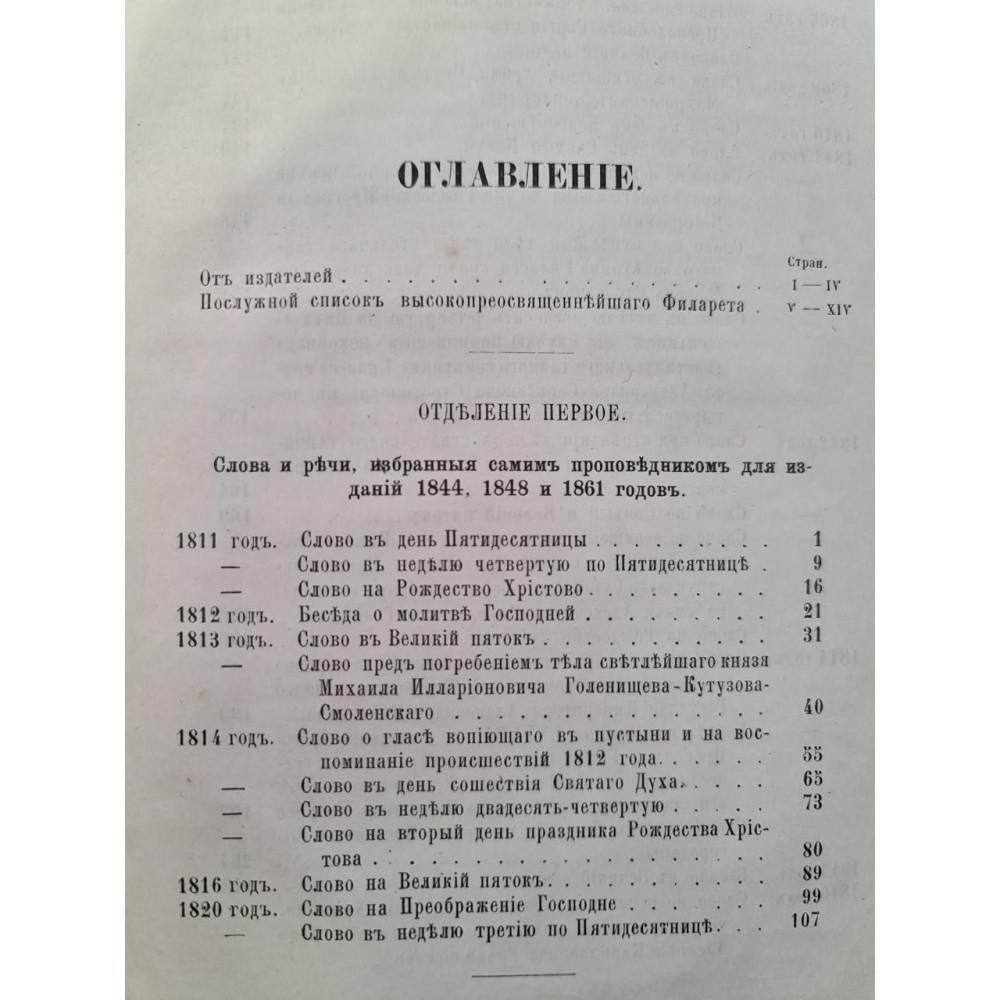 ОГЛАВЛЕНІЕ.
Стран.
Отъ издателей . . . . . . . . . . . . . . . . . . I — IV
Послужной списокъ высокопреосвященнѣйшаго Филарета . V — XIV
ОТДѢЛЕНІЕ ПЕРВОЕ.
Слова и рѣчи, избранныя самимъ проповѣдникомъ для из-
даній 1844, 1848 и 1861 годовъ.
1811 годъ. Слово въ день Пятидесятницы . . . . . . . . . 1
— Слово въ недѣлю четвертую по Пятидесятницѣ . 9
— Слово на Рождество Хрістово . . . . . . . . . 16
1812 годъ. Бесѣда о молитвѣ Господней . . . . . . . . . . 21
1813 годъ. Слово въ Великій пятокъ . . . . . . . . . . . 31
— Слово предъ погребеніемъ тѣла свѣтлѣйшаго князя
Михаила Илларіоновича Голенищева-Кутузова-
Смоленскаго . . . . . . . . . . . . . . . 40
1814 годъ. Слово о гласѣ вопіющаго въ пустыни и на вос-
поминаніе происшествій 1812 года. . . . . . 55
— Слово въ день сошествія Святаго Духа. . . . . 65
— Слово въ недѣлю двадесять-четвертую . . . . . 73
— Слово на вторый день праздника Рождества Хріс-
това . . . . . . . . . . . . . . . . . . 80
1816 годъ. Слово на Великій пятокъ. . . . . . . . . . . 89
1820 годъ. Слово на Преображеніе Господне . . . . . . . 99
— Слово въ недѣлю третію по Пятидесятницѣ. . . 107